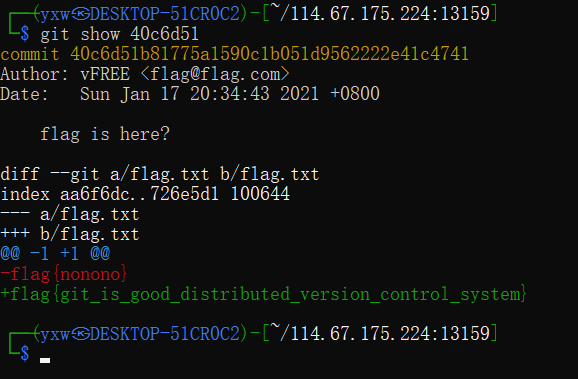 ┌──(yxw㉿DESKTOP-51CROC2)-[~/114.67.175.224:13159]
└─$ git show 40c6d51
commit 40c6d51b81775a1590c1b051d9562222e41c4741
Author: vFREE <flag@flag.com>
Date:   Sun Jan 17 20:34:43 2021 +0800

    flag is here?

diff --git a/flag.txt b/flag.txt
index aa6f6dc..726e5d1 100644
--- a/flag.txt
+++ b/flag.txt
@@ -1 +1 @@
-flag{nonono}
+flag{git_is_good_distributed_version_control_system}

┌──(yxw㉿DESKTOP-51CROC2)-[~/114.67.175.224:13159]
└─$